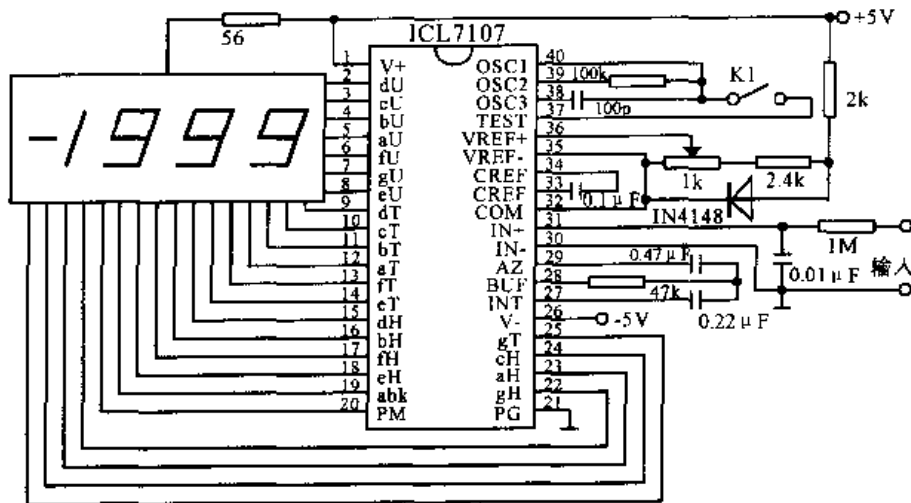 56
+5V
ICL7107
-1999
1 V+
2 dU
3 cU
4 bU
5 aU
6 fU
7 gU
8 eU
9 dT
10 cT
11 bT
12 aT
13 fT
14 eT
15 dH
16 bH
17 fH
18 eH
19 abk
20 PM
OSC1 40
OSC2 39
OSC3 38
TEST 37
VREF+ 36
VREF- 35
CREF 34
CREF 33
COM 32
IN+ 31
IN- 30
AZ 29
BUF 28
INT 27
V- 26
gT 25
cH 24
aH 23
gH 22
PG 21
100k
100p
K1
2k
1k
2.4k
0.1μF
IN4148
1M
0.47μF
0.01μF
输入
47k
0.22μF
-5V